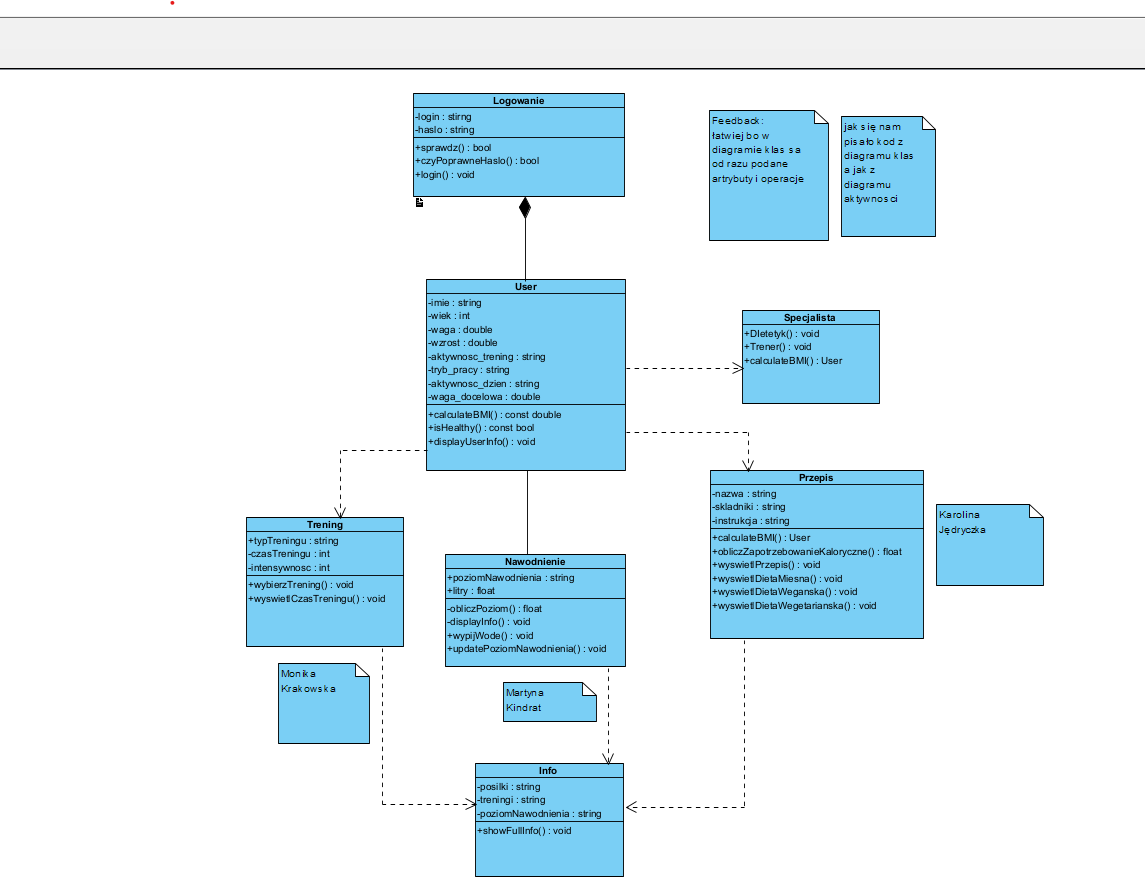 Logowanie
-login : stirng
-haslo : string
+sprawdz() : bool
+czyPoprawneHaslo() : bool
+login() : void
Feedback:
łatwiej bo w
diagramie klas sa
od razu podane
artrybuty i operacje
jak się nam
pisało kod z
diagramu klas
a jak z
diagramu
aktywnosci
User
-imie : string
-wiek : int
-waga : double
-wzrost : double
-aktywnosc_trening : string
-tryb_pracy : string
-aktywnosc_dzien : string
-waga_docelowa : double
+calculateBMI() : const double
+isHealthy() : const bool
+displayUserInfo() : void
Specjalista
+DIetetyk() : void
+Trener() : void
+calculateBMI() : User
Trening
+typTreningu : string
-czasTreningu : int
-intensywnosc : int
+wybierzTrening() : void
+wyswietlCzasTreningu() : void
Nawodnienie
+poziomNawodnienia : string
+litry : float
-obliczPoziom() : float
-displayInfo() : void
+wypijWode() : void
+updatePoziomNawodnienia() : void
Przepis
-nazwa : string
-skladniki : string
-instrukcja : string
+calculateBMI() : User
+obliczZapotrzebowanieKaloryczne() : float
+wyswietlPrzepis() : void
+wyswietlDietaMiesna() : void
+wyswietlDietaWeganska() : void
+wyswietlDietaWegetarianska() : void
Karolina
Jędryczka
Monika
Krakowska
Martyna
Kindrat
Info
-posilki : string
-treningi : string
-poziomNawodnienia : string
+showFullInfo() : void